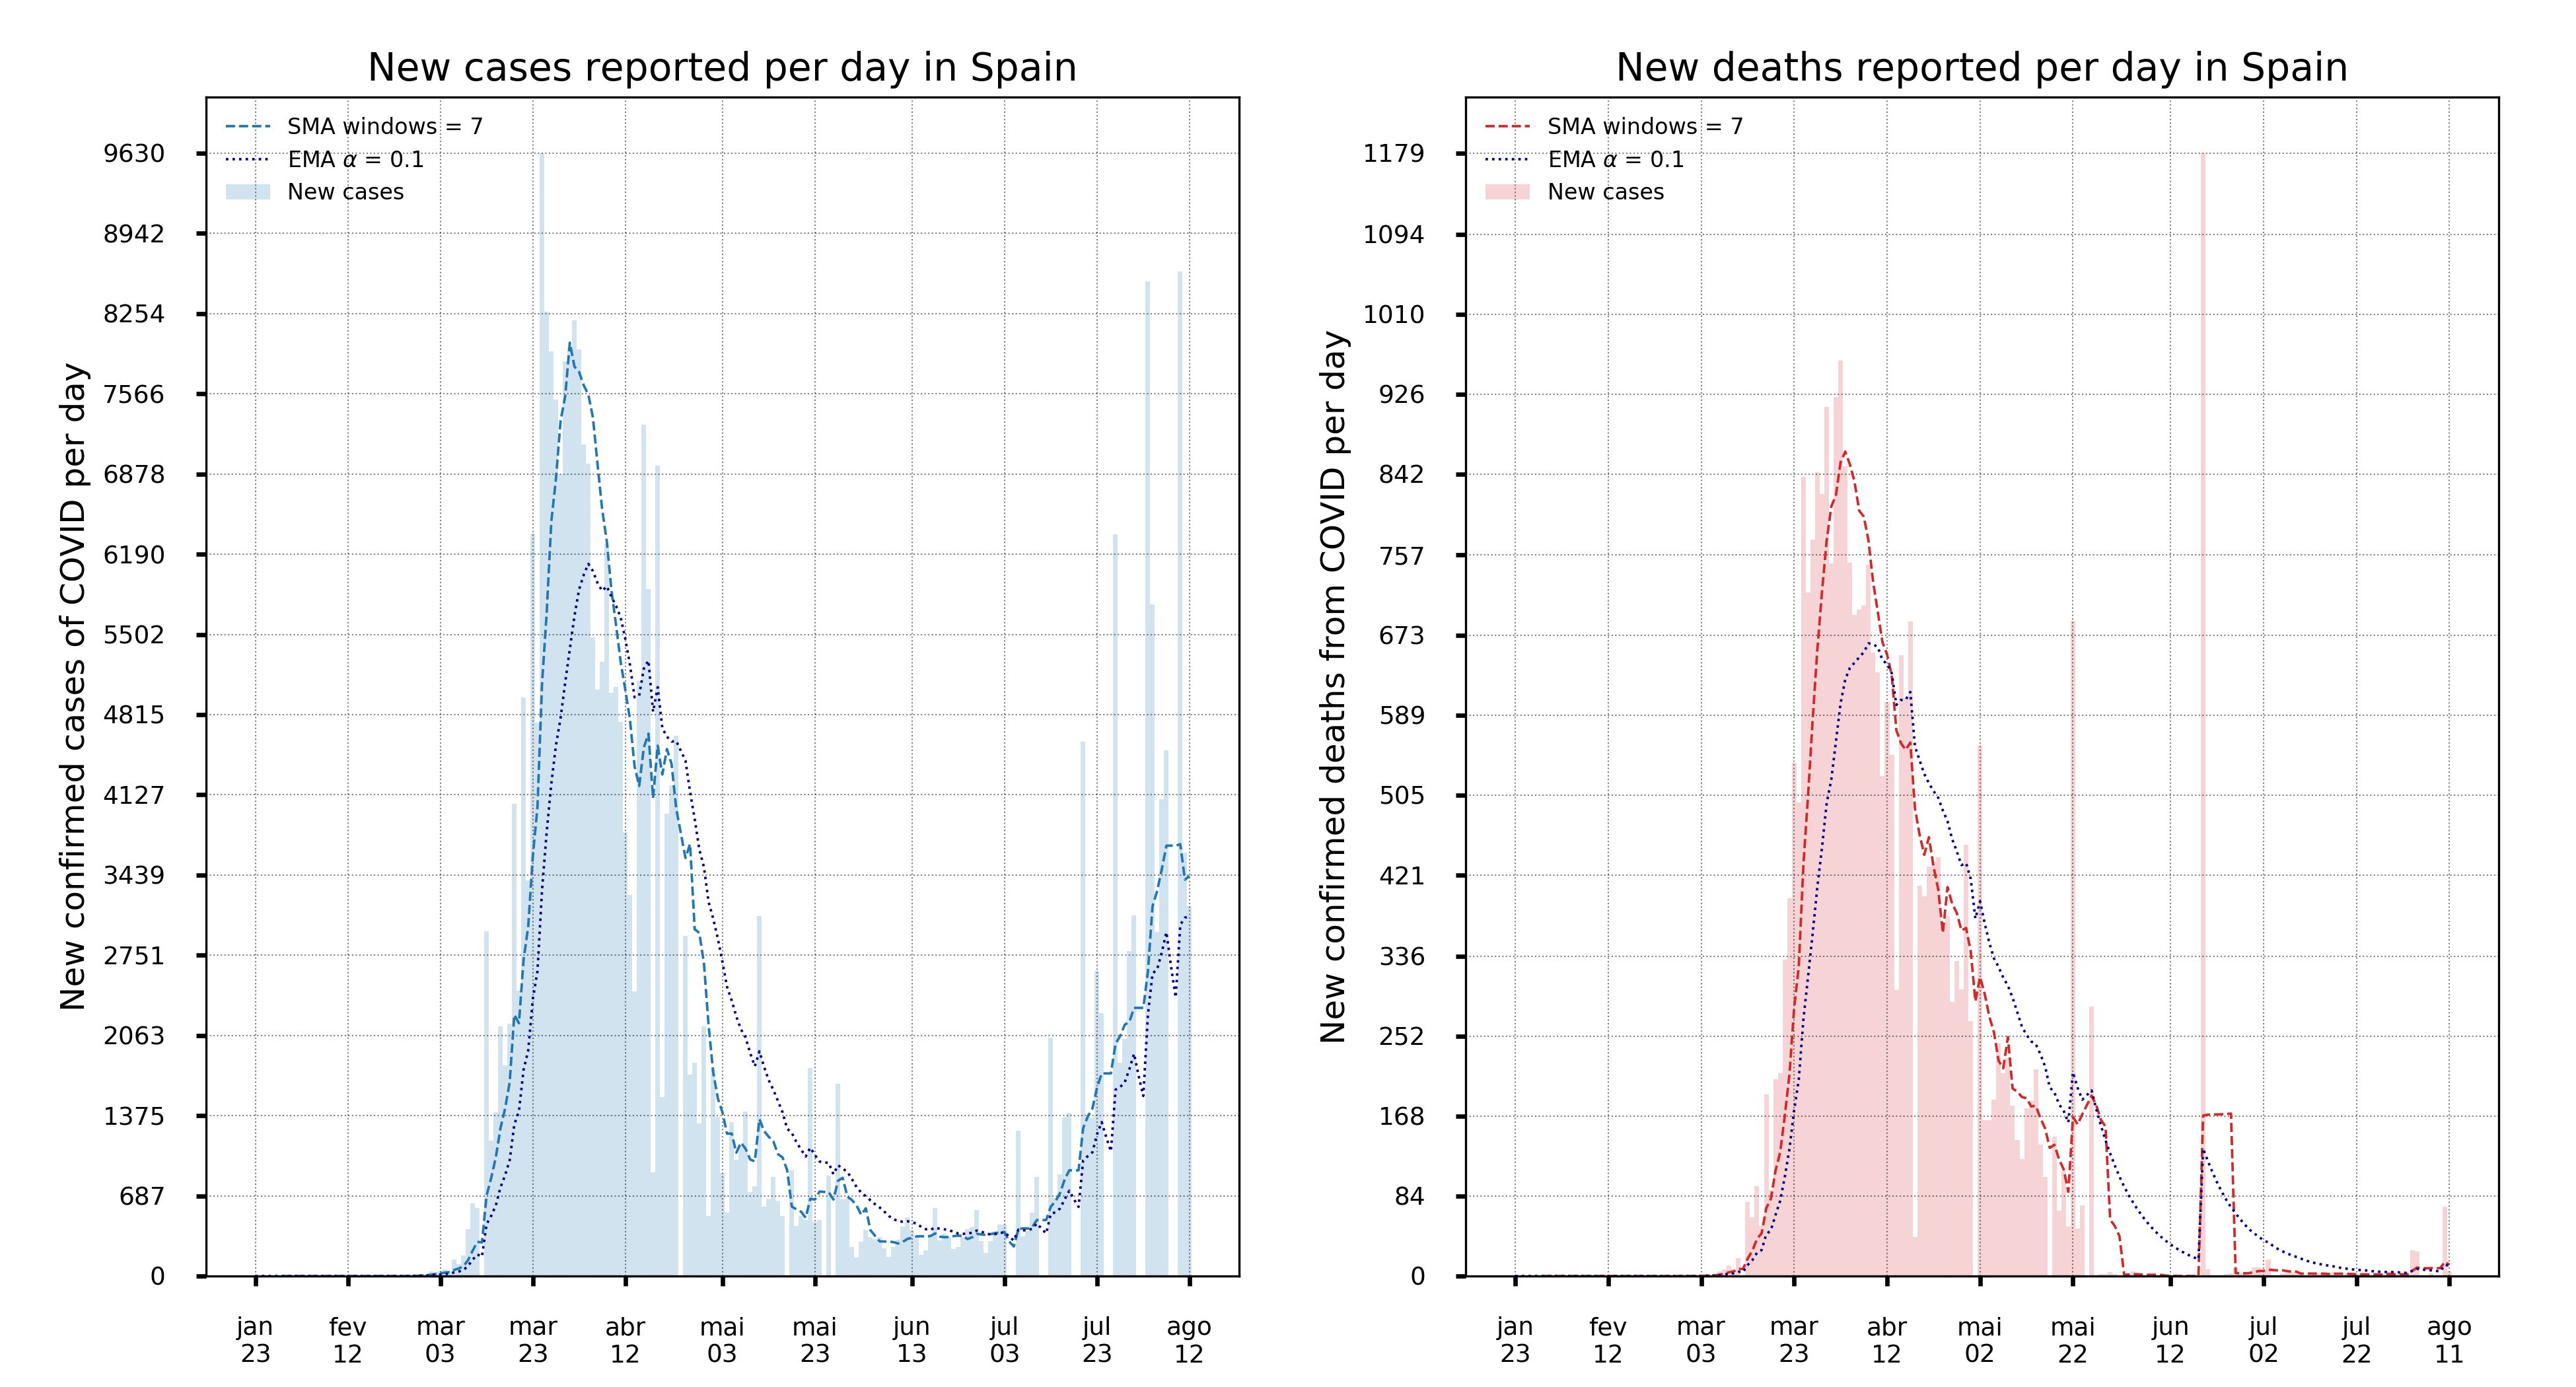 New cases reported per day in Spain
SMA windows = 7
EMA α = 0.1
New cases
New confirmed cases of COVID per day
9630
8942
8254
7566
6878
6190
5502
4815
4127
3439
2751
2063
1375
687
0
jan 23
fev 12
mar 03
mar 23
abr 12
mai 03
mai 23
jun 13
jul 03
jul 23
ago 12
New deaths reported per day in Spain
SMA windows = 7
EMA α = 0.1
New cases
New confirmed deaths from COVID per day
1179
1094
1010
926
842
757
673
589
505
421
336
252
168
84
0
jan 23
fev 12
mar 03
mar 23
abr 12
mai 02
mai 22
jun 12
jul 02
jul 22
ago 11